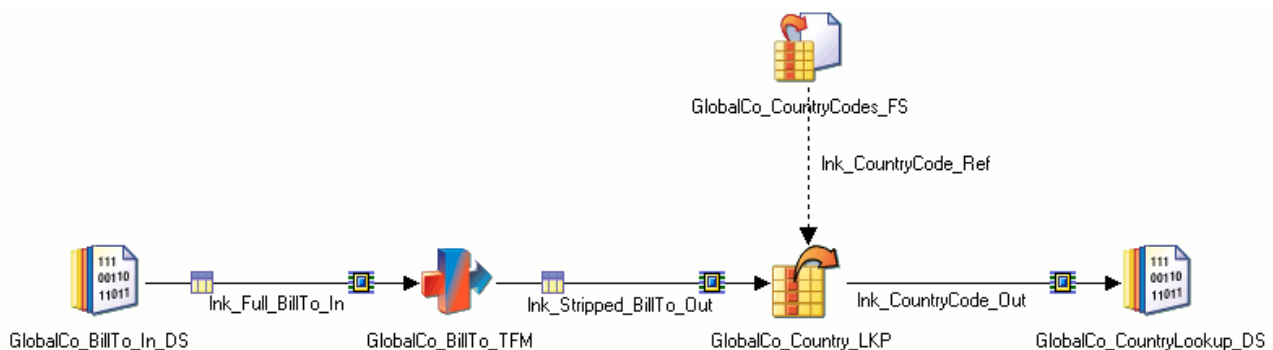 GlobalCo_CountryCodes_FS
lnk_CountryCode_Ref
111
00110
11011
111
00110
11011
lnk_Full_BillTo_In
lnk_Stripped_BillTo_Out
lnk_CountryCode_Out
GlobalCo_BillTo_In_DS
GlobalCo_BillTo_TFM
GlobalCo_Country_LKP
GlobalCo_CountryLookup_DS